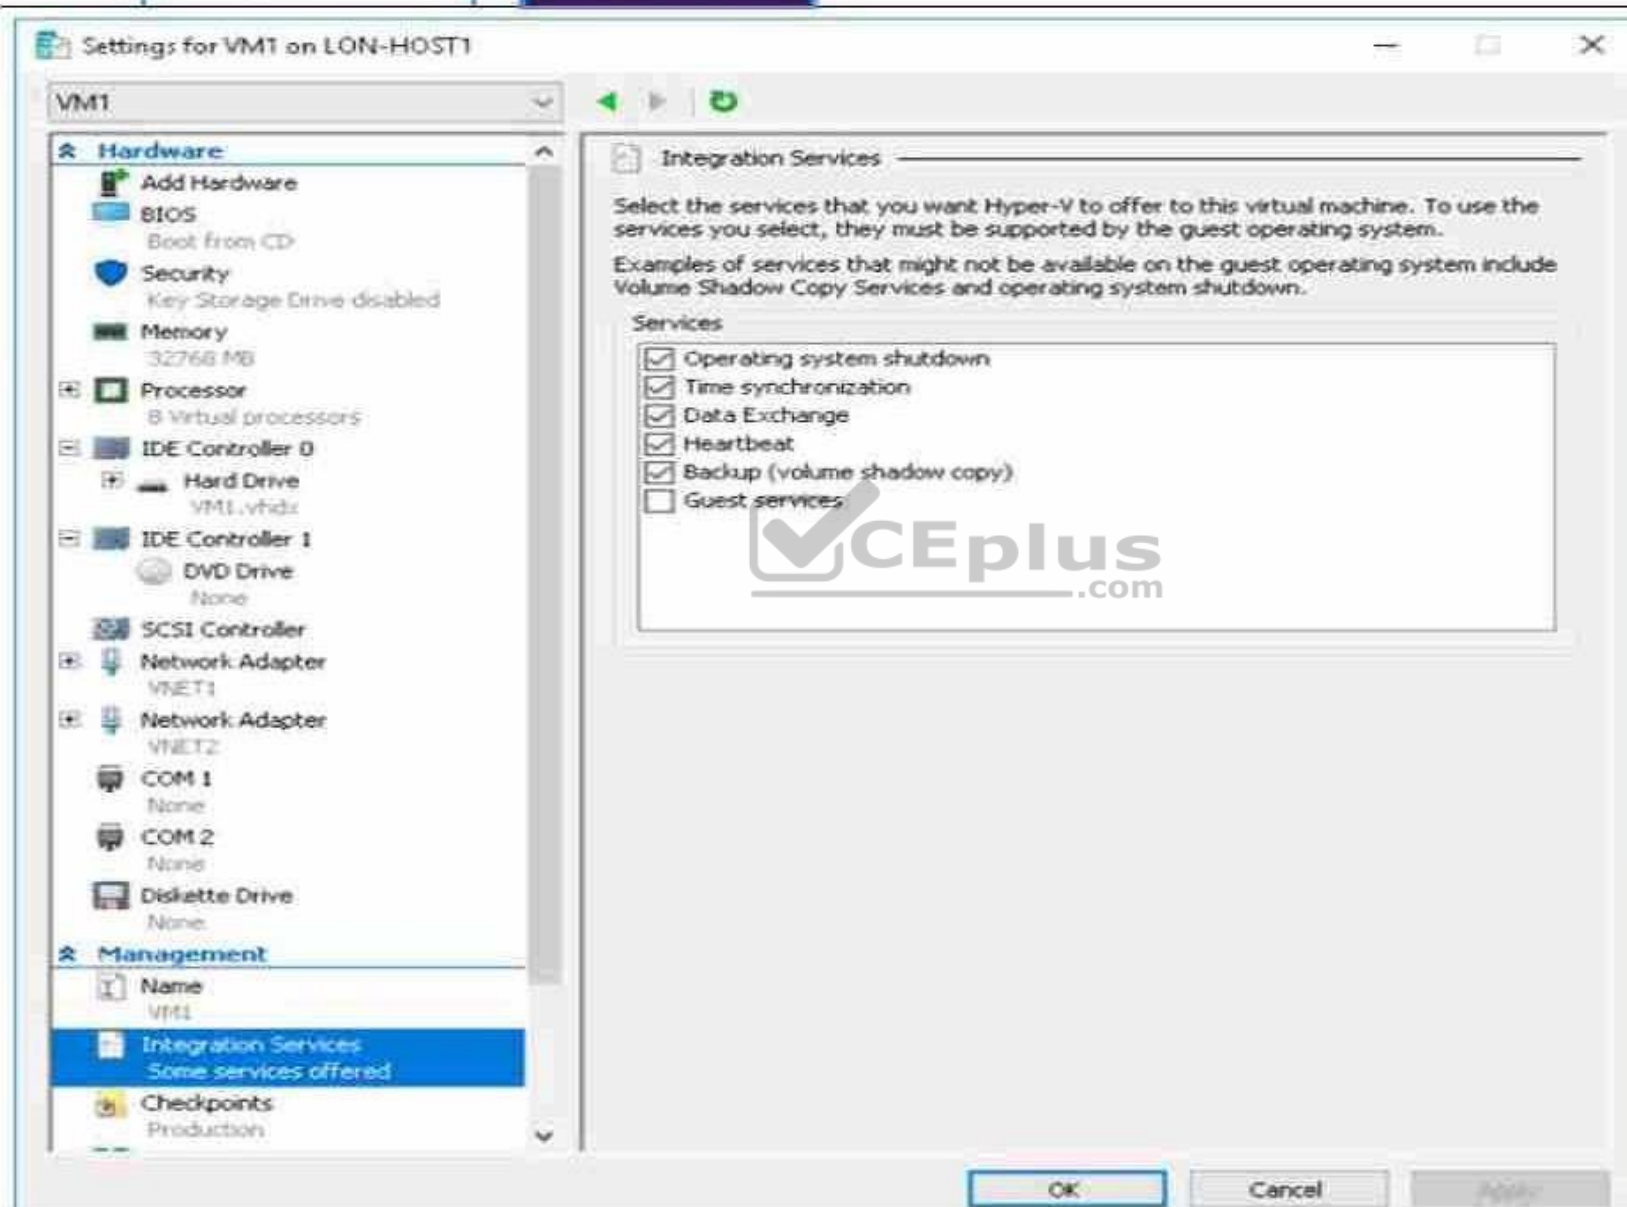 Settings for VM1 on LON-HOST1
VM1
Hardware
Add Hardware
BIOS
Boot from CD
Security
Key Storage Drive disabled
Memory
32768 MB
Processor
8 Virtual processors
IDE Controller 0
Hard Drive
VM1.vhdx
IDE Controller 1
DVD Drive
None
SCSI Controller
Network Adapter
VNET1
Network Adapter
VNET2
COM 1
None
COM 2
None
Diskette Drive
None
Management
Name
VM1
Integration Services
Some services offered
Checkpoints
Production
Integration Services
Select the services that you want Hyper-V to offer to this virtual machine. To use the
services you select, they must be supported by the guest operating system.
Examples of services that might not be available on the guest operating system include
Volume Shadow Copy Services and operating system shutdown.
Services
Operating system shutdown
Time synchronization
Data Exchange
Heartbeat
Backup (volume shadow copy)
Guest services
CEplus
.com
OK
Cancel
Apply